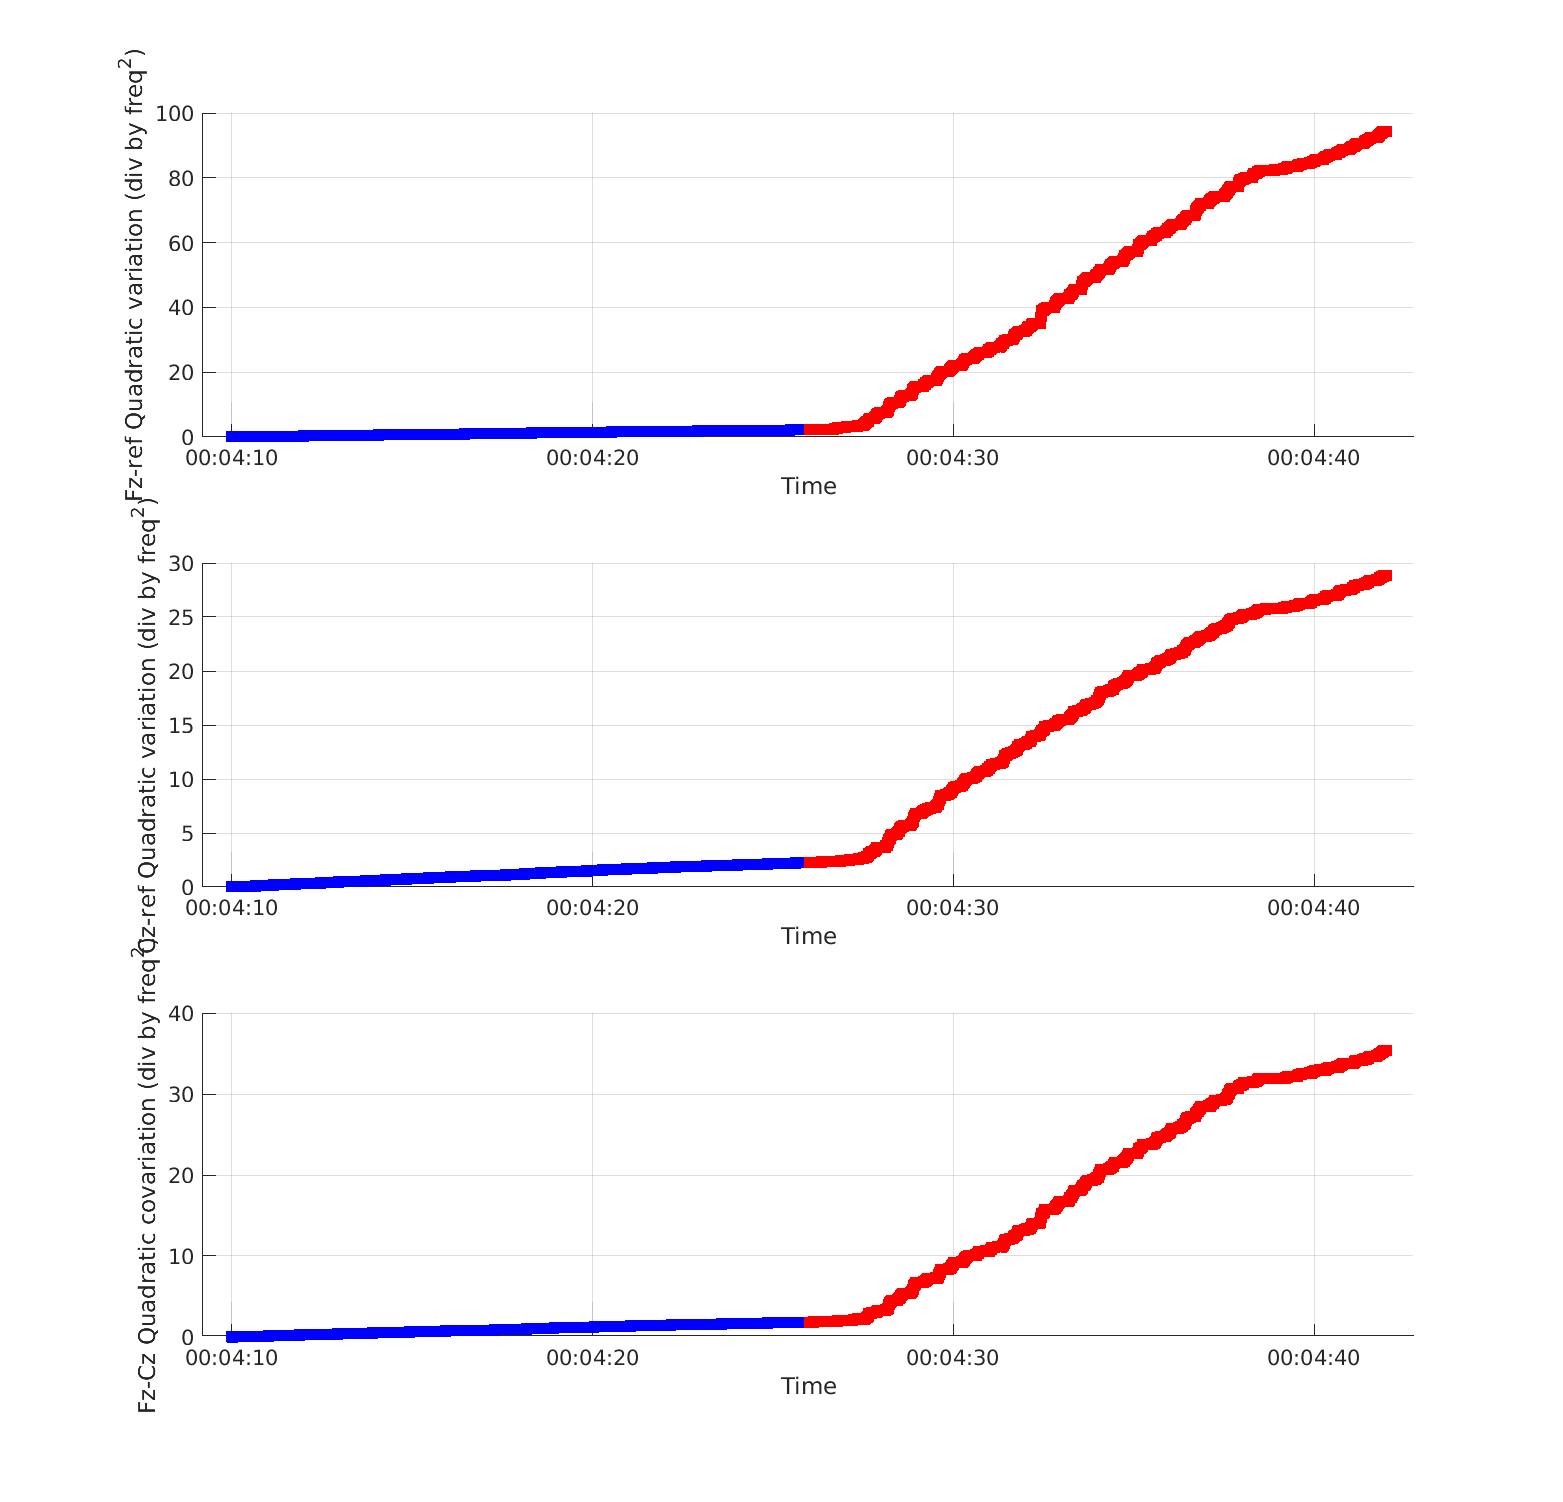 Fz-ref Quadratic variation (div by freq²)
100
80
60
40
20
0
00:04:10 00:04:20 00:04:30 00:04:40
Time
Cz-ref Quadratic variation (div by freq²)
30
25
20
15
10
5
0
00:04:10 00:04:20 00:04:30 00:04:40
Time
Fz-Cz Quadratic covariation (div by freq²)
40
30
20
10
0
00:04:10 00:04:20 00:04:30 00:04:40
Time